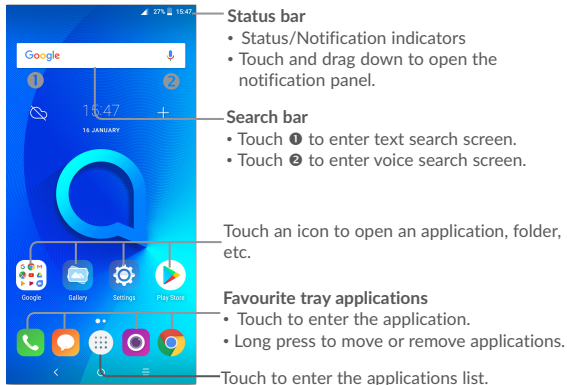 27% 15:47
Google
❶ ❷
15:47 +
16 JANUARY
Google Gallery Settings Play Store
Status bar
• Status/Notification indicators
• Touch and drag down to open the
notification panel.
Search bar
• Touch ❶ to enter text search screen.
• Touch ❷ to enter voice search screen.
Touch an icon to open an application, folder,
etc.
Favourite tray applications
• Touch to enter the application.
• Long press to move or remove applications.
Touch to enter the applications list.